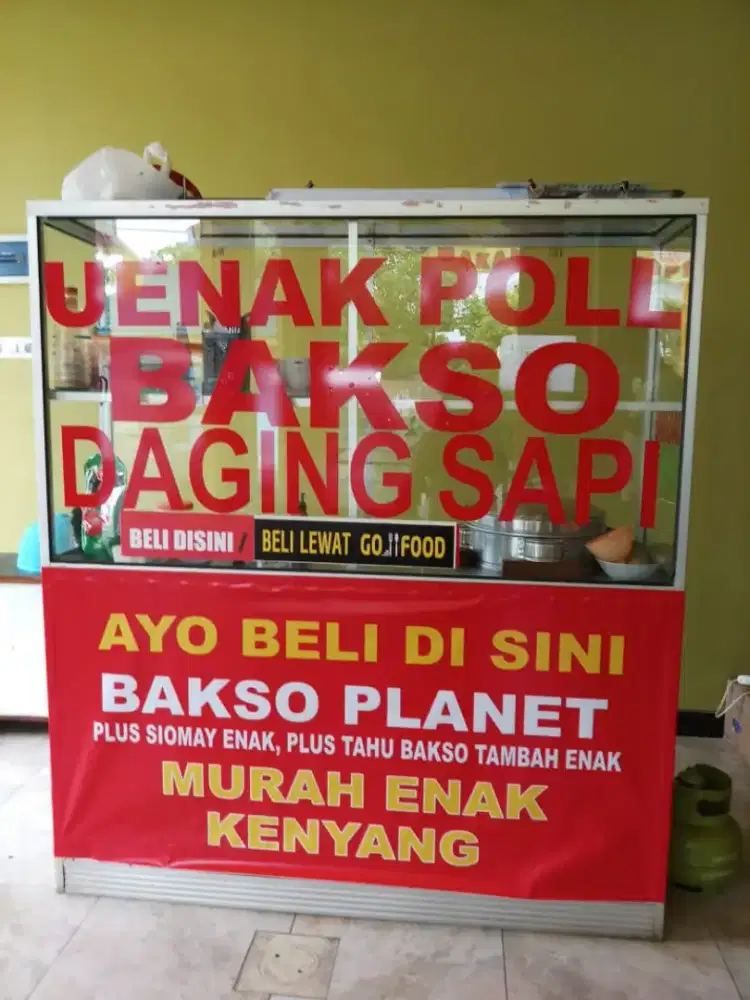 UENAK POLL
BAKSO
DAGING SAPI
BELI DISINI / BELI LEWAT GO FOOD
AYO BELI DI SINI
BAKSO PLANET
PLUS SIOMAY ENAK, PLUS TAHU BAKSO TAMBAH ENAK
MURAH ENAK
KENYANG